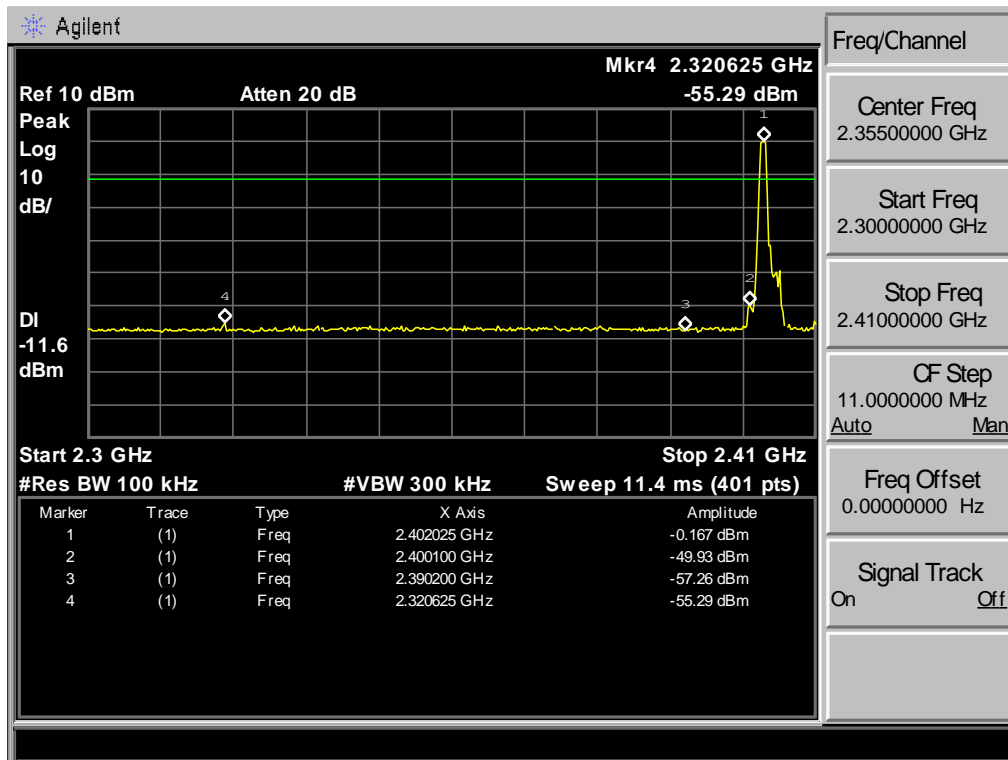 Agilent
Freq/Channel
Mkr4 2.320625 GHz
Ref 10 dBm Atten 20 dB -55.29 dBm
Peak
Log
10
dB/
1
2
3
4
DI
-11.6
dBm
Start 2.3 GHz Stop 2.41 GHz
#Res BW 100 kHz #VBW 300 kHz Sweep 11.4 ms (401 pts)
Marker Trace Type X Axis Amplitude
1 (1) Freq 2.402025 GHz -0.167 dBm
2 (1) Freq 2.400100 GHz -49.93 dBm
3 (1) Freq 2.390200 GHz -57.26 dBm
4 (1) Freq 2.320625 GHz -55.29 dBm
Center Freq
2.35500000 GHz
Start Freq
2.30000000 GHz
Stop Freq
2.41000000 GHz
CF Step
11.0000000 MHz
Auto Man
Freq Offset
0.00000000 Hz
Signal Track
On Off